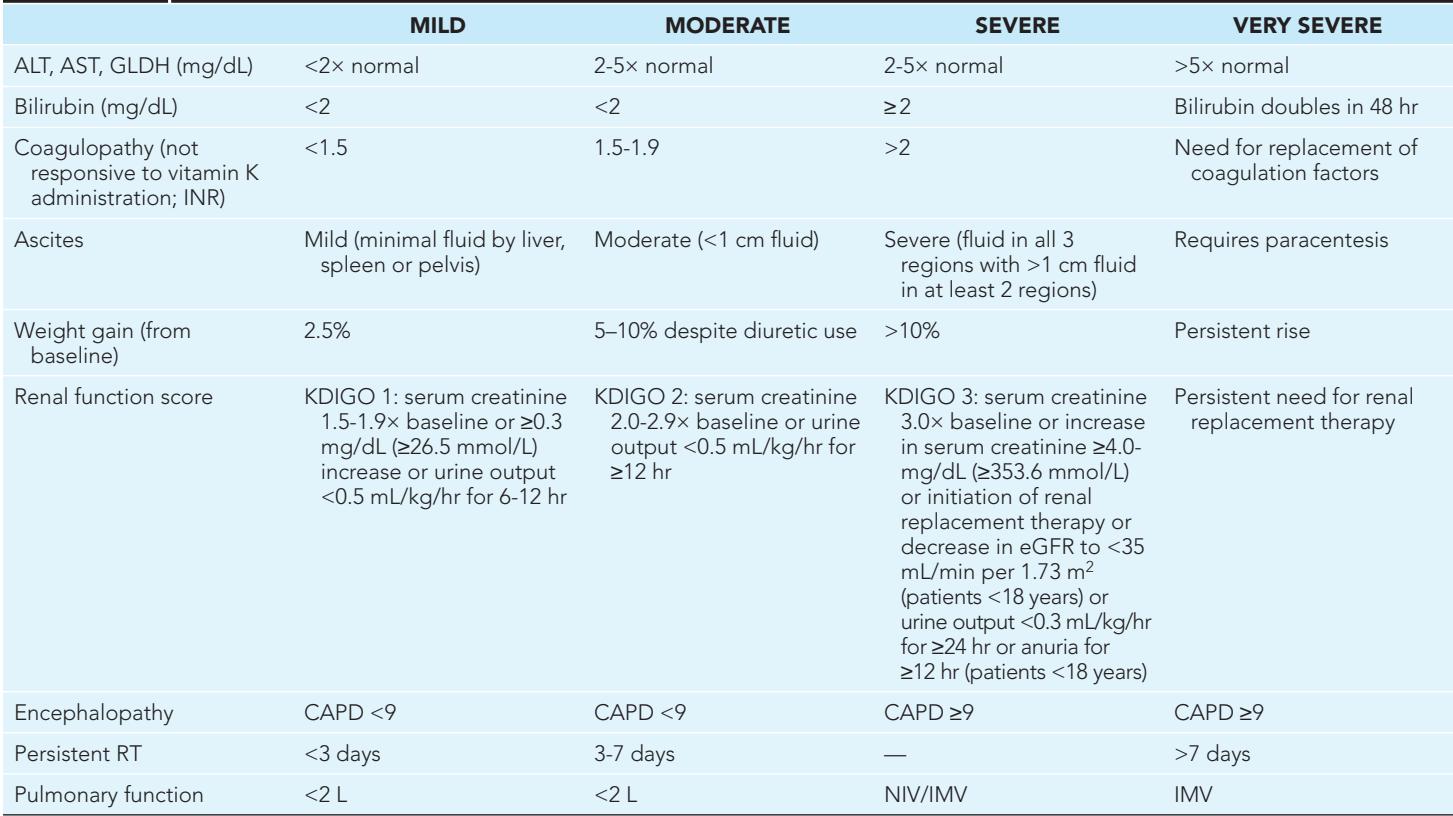 MILD MODERATE SEVERE VERY SEVERE
ALT, AST, GLDH (mg/dL) <2× normal 2-5× normal 2-5× normal >5× normal
Bilirubin (mg/dL) <2 <2 ≥2 Bilirubin doubles in 48 hr
Coagulopathy (not <1.5 1.5-1.9 >2 Need for replacement of
responsive to vitamin K coagulation factors
administration; INR)
Ascites Mild (minimal fluid by liver, Moderate (<1 cm fluid) Severe (fluid in all 3 Requires paracentesis
spleen or pelvis) regions with >1 cm fluid
in at least 2 regions)
Weight gain (from 2.5% 5–10% despite diuretic use >10% Persistent rise
baseline)
Renal function score KDIGO 1: serum creatinine KDIGO 2: serum creatinine KDIGO 3: serum creatinine Persistent need for renal
1.5-1.9× baseline or ≥0.3 2.0-2.9× baseline or urine 3.0× baseline or increase replacement therapy
mg/dL (≥26.5 mmol/L) output <0.5 mL/kg/hr for in serum creatinine ≥4.0-
increase or urine output ≥12 hr mg/dL (≥353.6 mmol/L)
<0.5 mL/kg/hr for 6-12 hr or initiation of renal
replacement therapy or
decrease in eGFR to <35
mL/min per 1.73 m²
(patients <18 years) or
urine output <0.3 mL/kg/hr
for ≥24 hr or anuria for
≥12 hr (patients <18 years)
Encephalopathy CAPD <9 CAPD <9 CAPD ≥9 CAPD ≥9
Persistent RT <3 days 3-7 days — >7 days
Pulmonary function <2 L <2 L NIV/IMV IMV